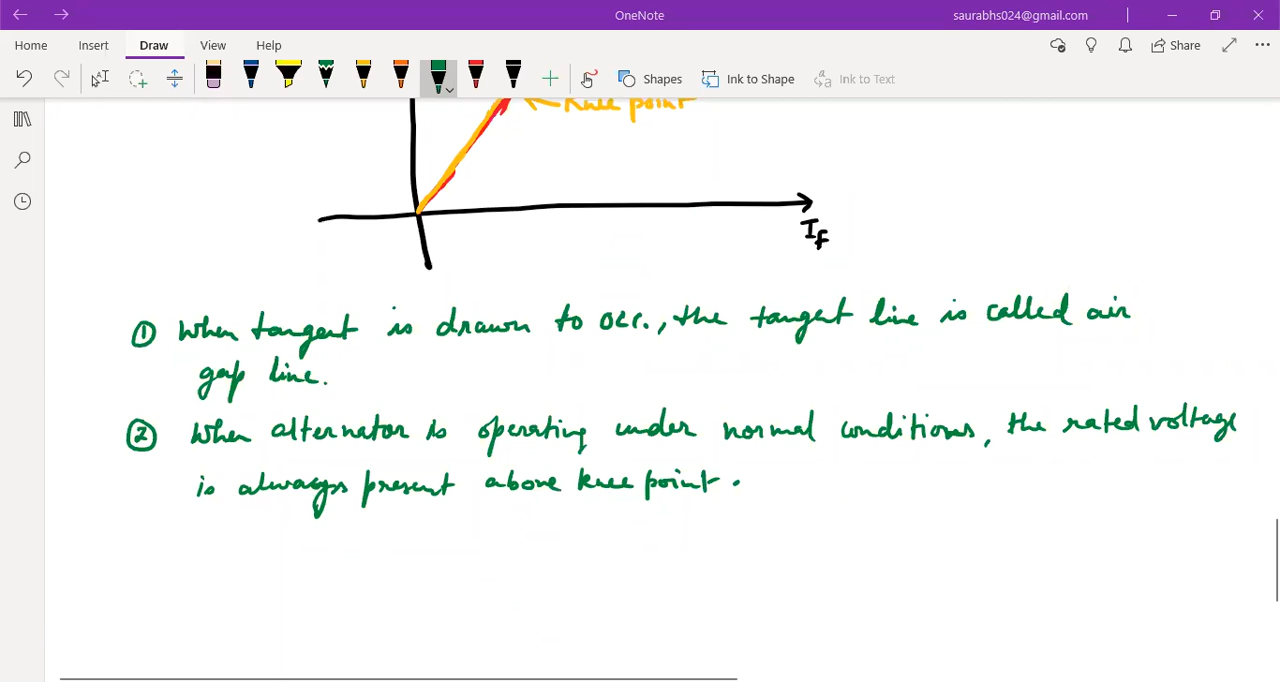 OneNote
saurabhs024@gmail.com
Home Insert Draw View Help
Share
Shapes Ink to Shape Ink to Text
Knee point
If
① When tangent is drawn to OCC., the tangent line is called air
gap line.
② When alternator is operating under normal conditions, the rated voltage
is always present above knee point.